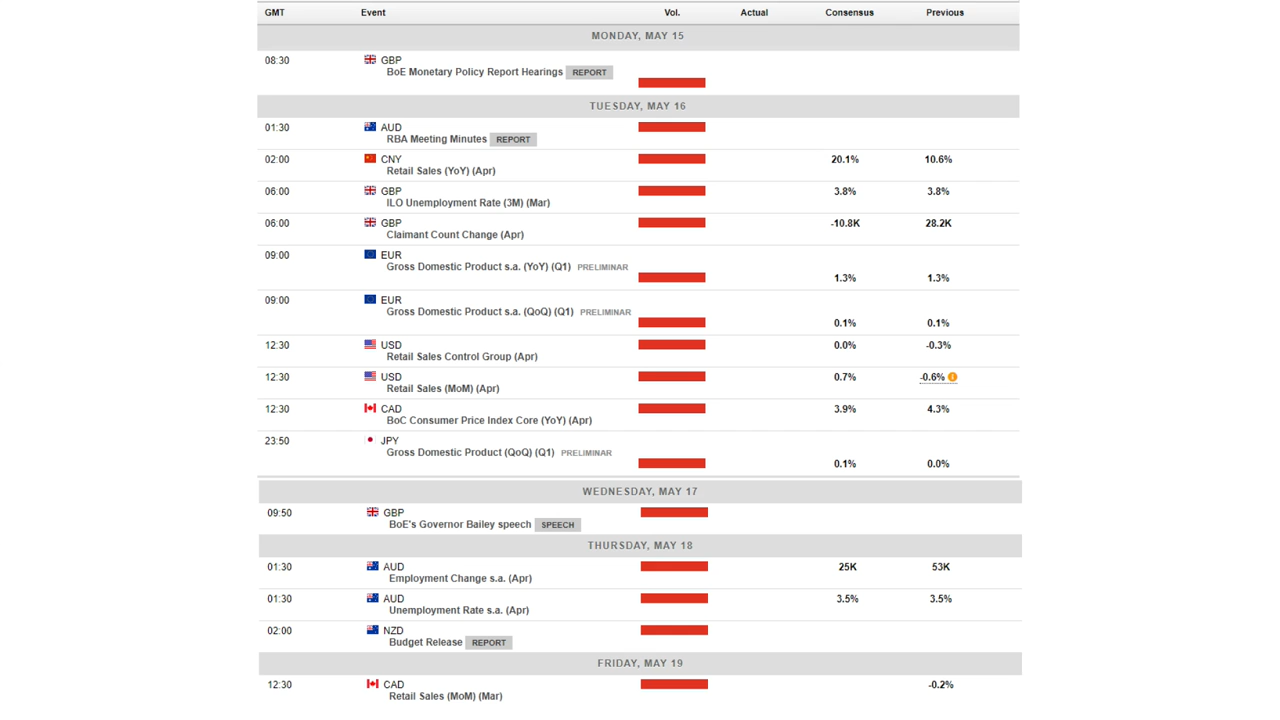 GMT Event Vol. Actual Consensus Previous
MONDAY, MAY 15
08:30 GBP
BoE Monetary Policy Report Hearings REPORT
TUESDAY, MAY 16
01:30 AUD
RBA Meeting Minutes REPORT
02:00 CNY 20.1% 10.6%
Retail Sales (YoY) (Apr)
06:00 GBP 3.8% 3.8%
ILO Unemployment Rate (3M) (Mar)
06:00 GBP -10.8K 28.2K
Claimant Count Change (Apr)
09:00 EUR
Gross Domestic Product s.a. (YoY) (Q1) PRELIMINAR
1.3% 1.3%
09:00 EUR
Gross Domestic Product s.a. (QoQ) (Q1) PRELIMINAR
0.1% 0.1%
12:30 USD 0.0% -0.3%
Retail Sales Control Group (Apr)
12:30 USD 0.7% -0.6%
Retail Sales (MoM) (Apr)
12:30 CAD 3.9% 4.3%
BoC Consumer Price Index Core (YoY) (Apr)
23:50 JPY
Gross Domestic Product (QoQ) (Q1) PRELIMINAR
0.1% 0.0%
WEDNESDAY, MAY 17
09:50 GBP
BoE's Governor Bailey speech SPEECH
THURSDAY, MAY 18
01:30 AUD 25K 53K
Employment Change s.a. (Apr)
01:30 AUD 3.5% 3.5%
Unemployment Rate s.a. (Apr)
02:00 NZD
Budget Release REPORT
FRIDAY, MAY 19
12:30 CAD -0.2%
Retail Sales (MoM) (Mar)